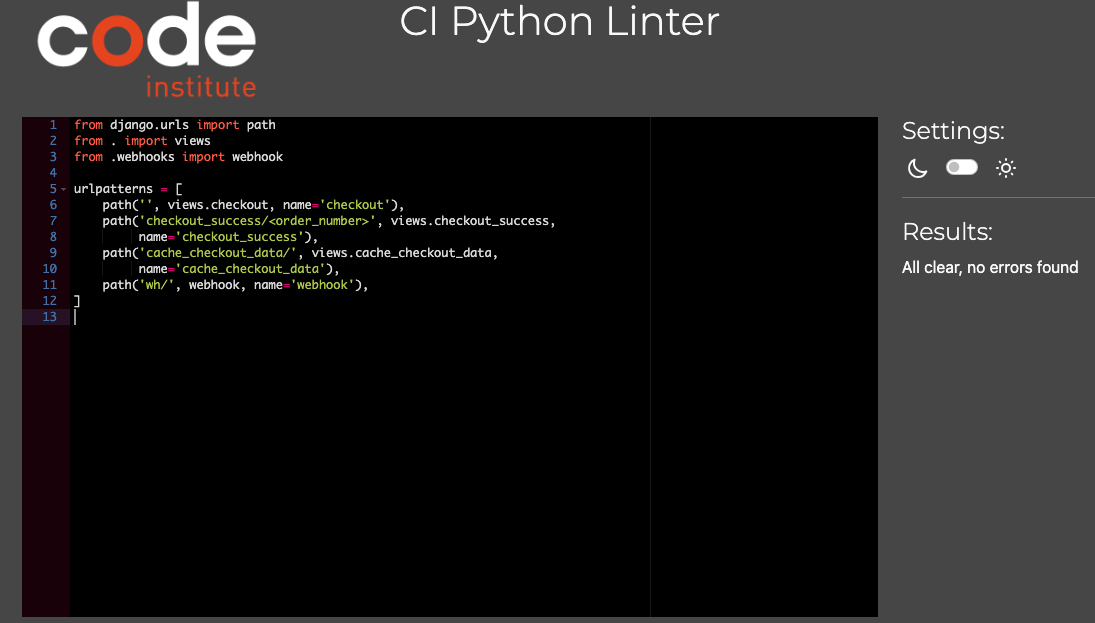 code
institute
CI Python Linter
1 from django.urls import path
2 from . import views
3 from .webhooks import webhook
4
5 urlpatterns = [
6     path('', views.checkout, name='checkout'),
7     path('checkout_success/<order_number>', views.checkout_success,
8          name='checkout_success'),
9     path('cache_checkout_data/', views.cache_checkout_data,
10          name='cache_checkout_data'),
11     path('wh/', webhook, name='webhook'),
12 ]
13
Settings:
Results:
All clear, no errors found